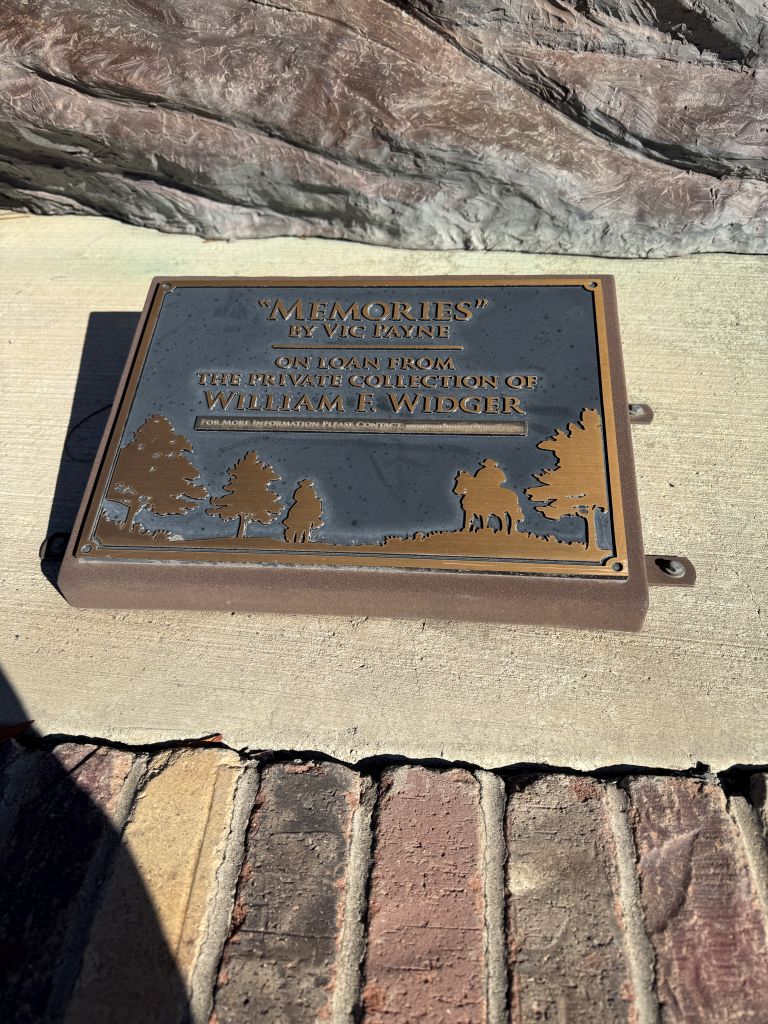 "MEMORIES"
BY VIC PAYNE
ON LOAN FROM
THE PRIVATE COLLECTION OF
WILLIAM F. WIDGER
FOR MORE INFORMATION PLEASE CONTACT: